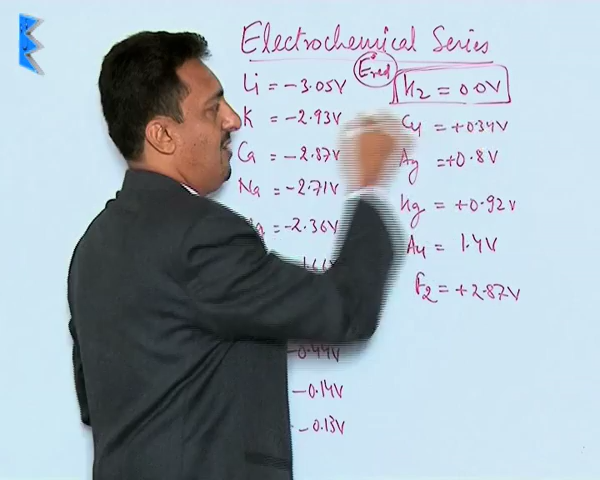 Electrochemical Series
E°red
Li = -3.05V
K = -2.93V
Ca = -2.87V
Na = -2.71V
= -2.36V
-0.44V
-0.14V
-0.13V
H2 = 0.0V
Cu = +0.34V
Ag = +0.8V
Hg = +0.92V
Au = 1.4V
F2 = +2.87V